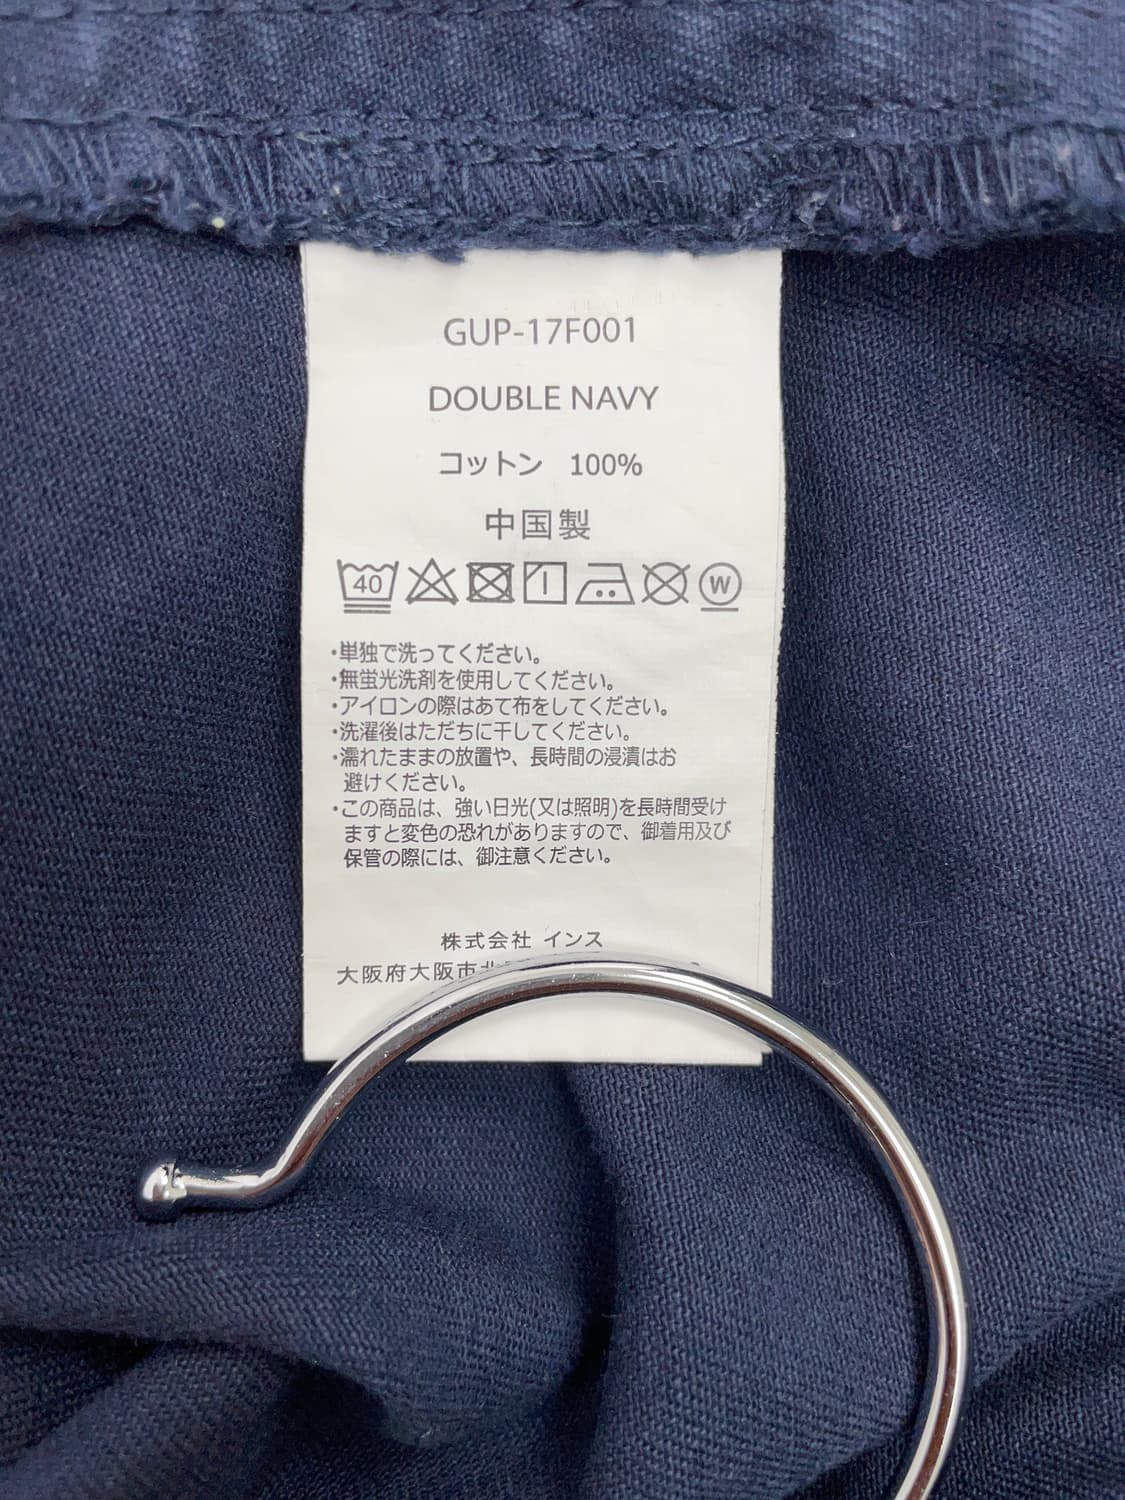 GUP-17F001
DOUBLE NAVY
コットン 100%
中国製
40 W
・単独で洗ってください。
・無蛍光洗剤を使用してください。
・アイロンの際はあて布をしてください。
・洗濯後はただちに干してください。
・濡れたままの放置や、長時間の浸漬はお
避けください。
・この商品は、強い日光(又は照明)を長時間受け
ますと変色の恐れがありますので、御着用及び
保管の際には、御注意ください。
株式会社 インス
大阪府大阪市北